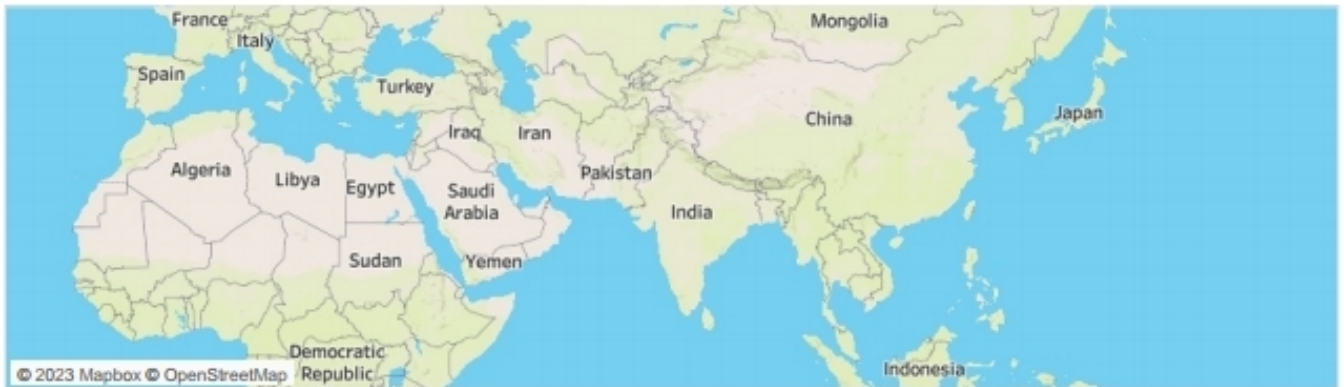 France
Mongolia
Italy
Spain
Turkey
China
Japan
Iraq
Iran
Algeria
Libya
Egypt
Pakistan
Saudi
Arabia
India
Sudan
Yemen
Democratic
Republic
Indonesia
© 2023 Mapbox © OpenStreetMap